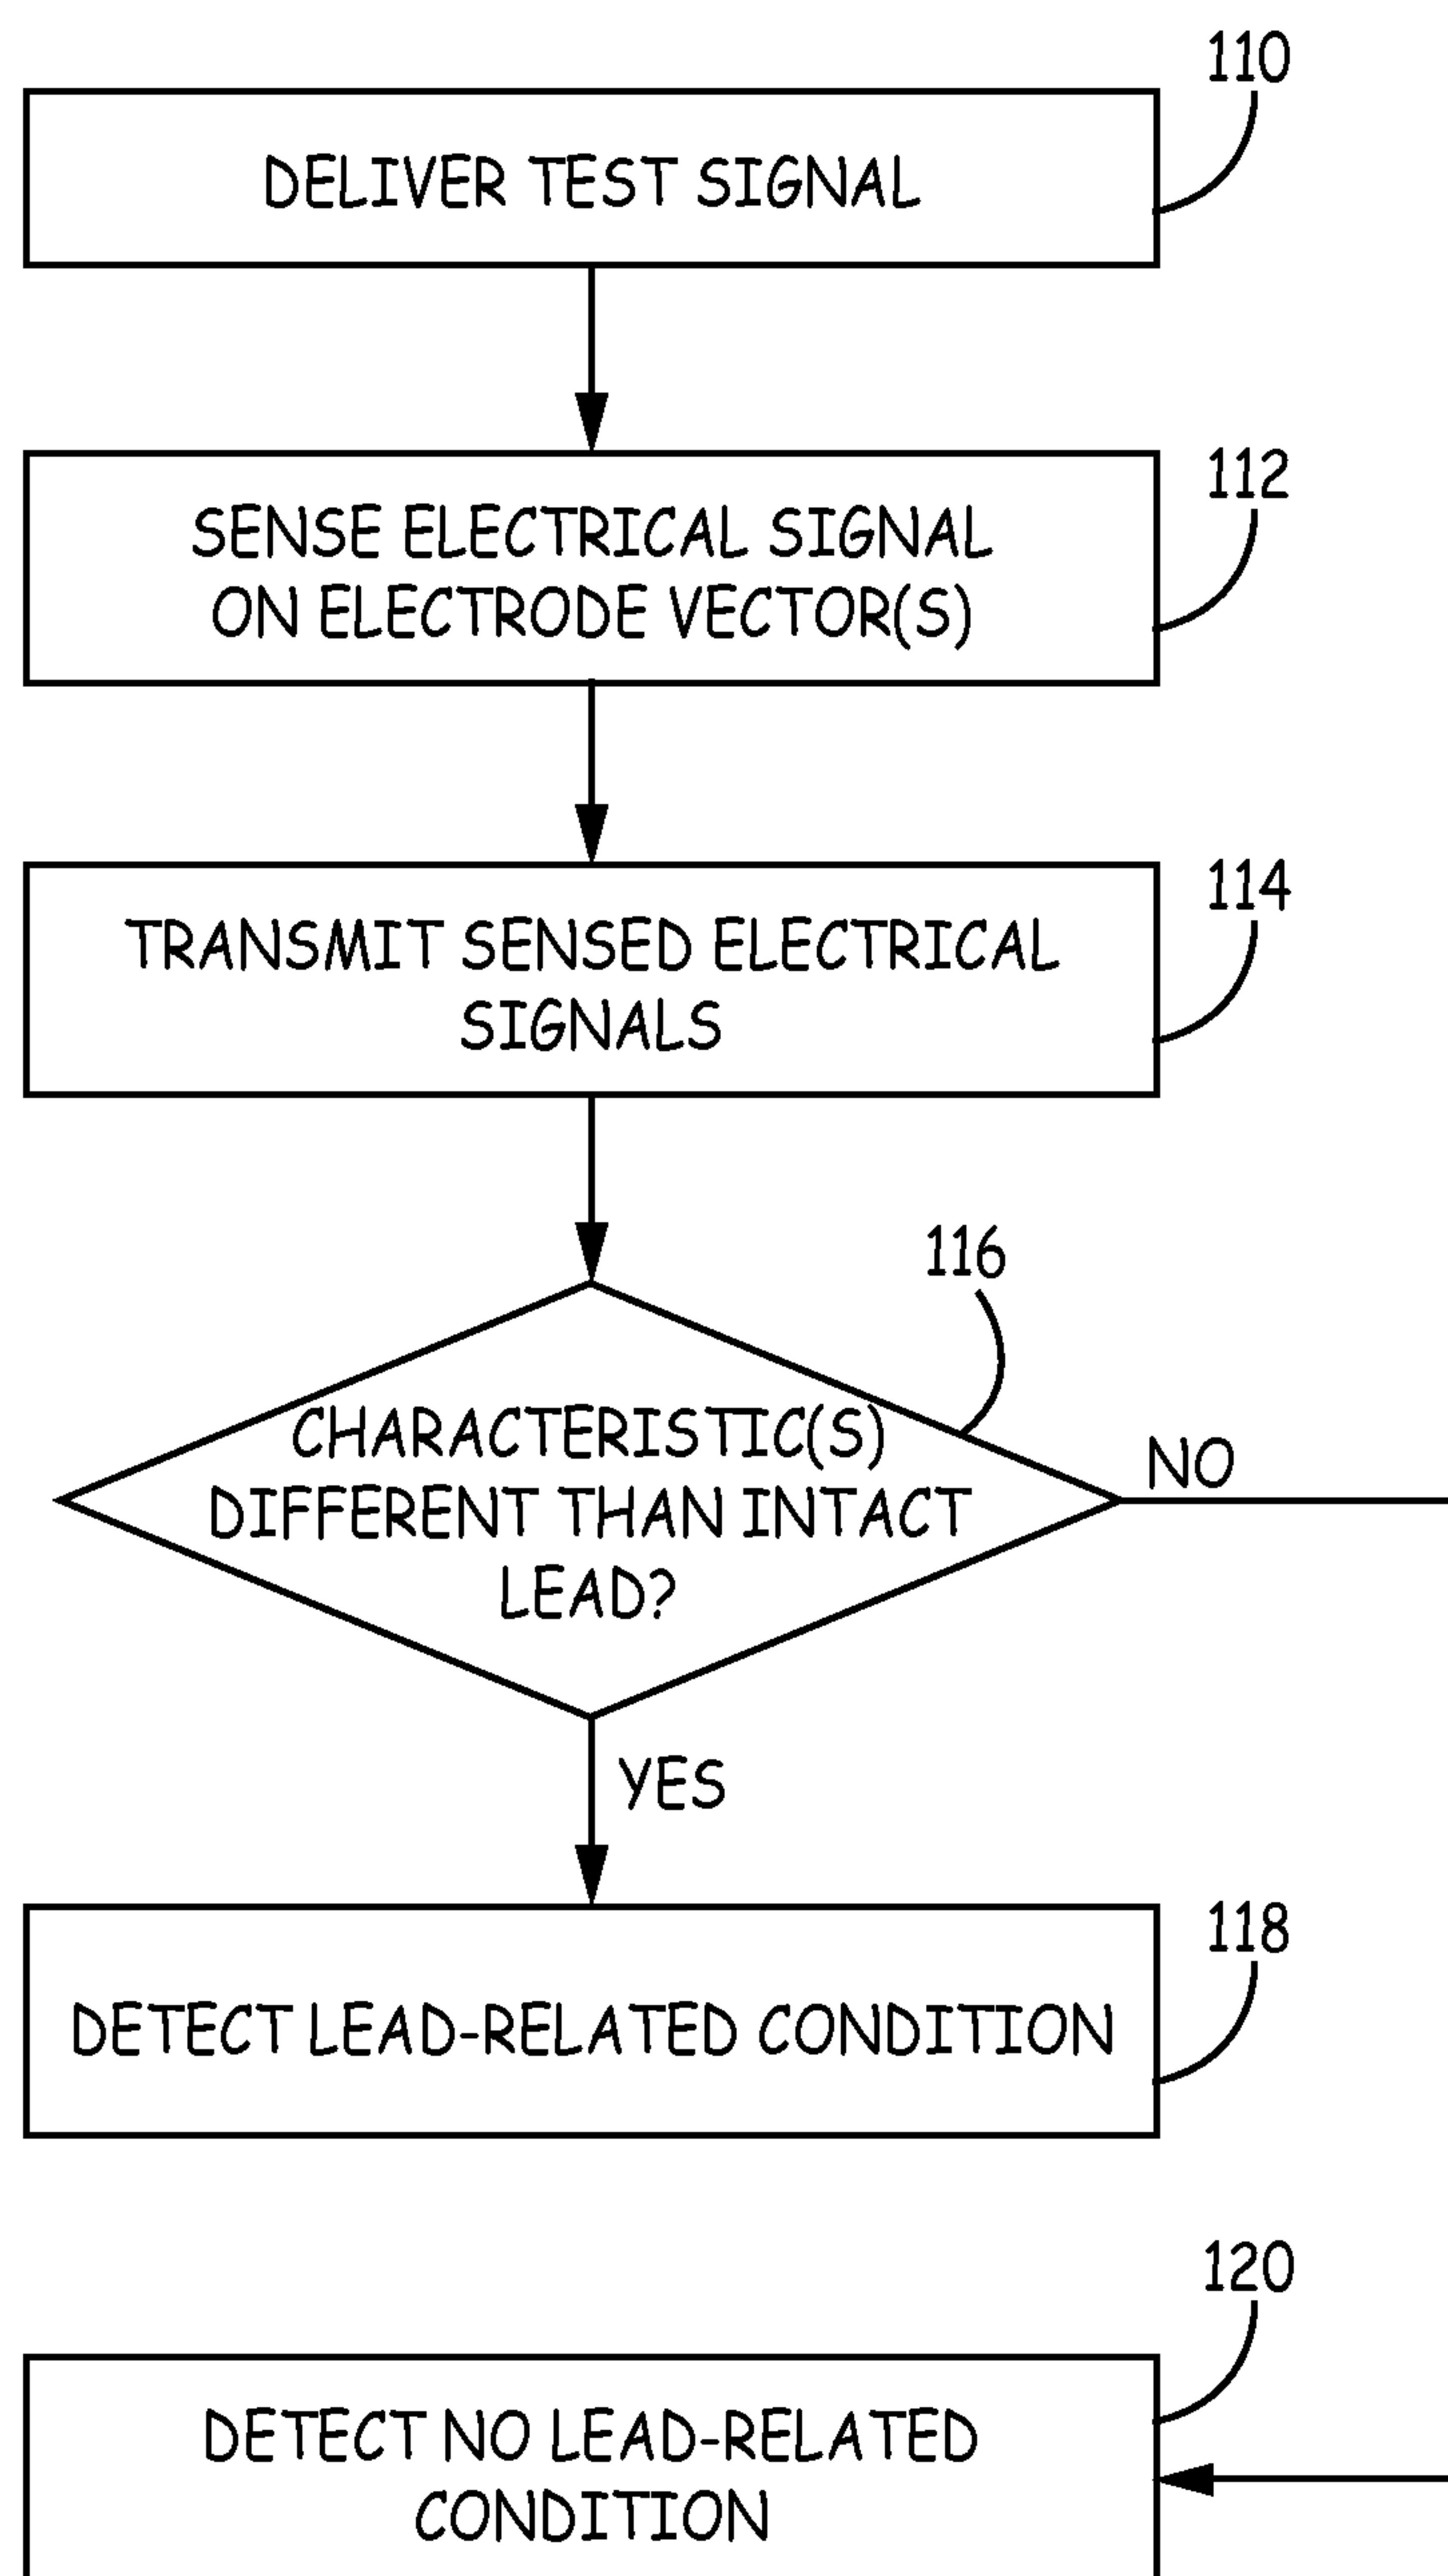 110
DELIVER TEST SIGNAL
112
SENSE ELECTRICAL SIGNAL
ON ELECTRODE VECTOR(S)
114
TRANSMIT SENSED ELECTRICAL
SIGNALS
116
CHARACTERISTIC(S)
DIFFERENT THAN INTACT
LEAD?
NO
YES
118
DETECT LEAD-RELATED CONDITION
120
DETECT NO LEAD-RELATED
CONDITION